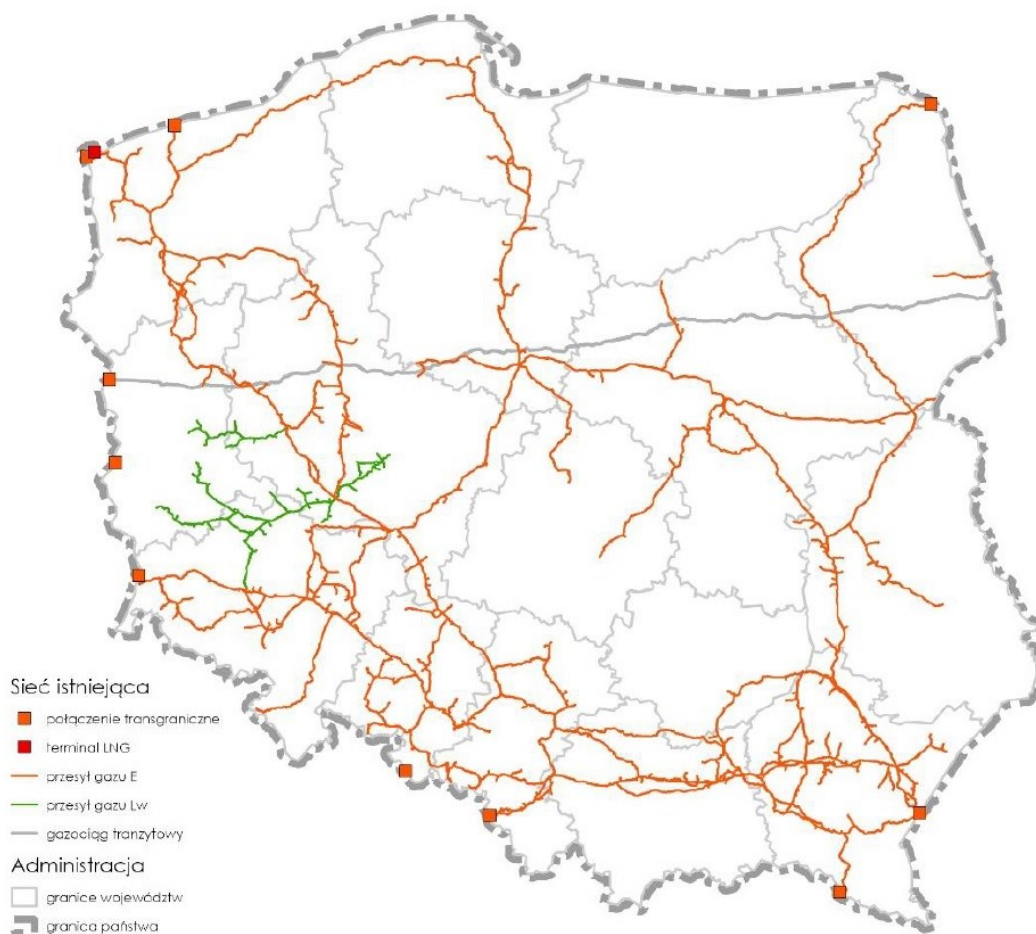 Sieć istniejąca
połączenie transgraniczne
terminal LNG
przesył gazu E
przesył gazu Lw
gazociąg tranzytowy
Administracja
granice województw
granica państwa